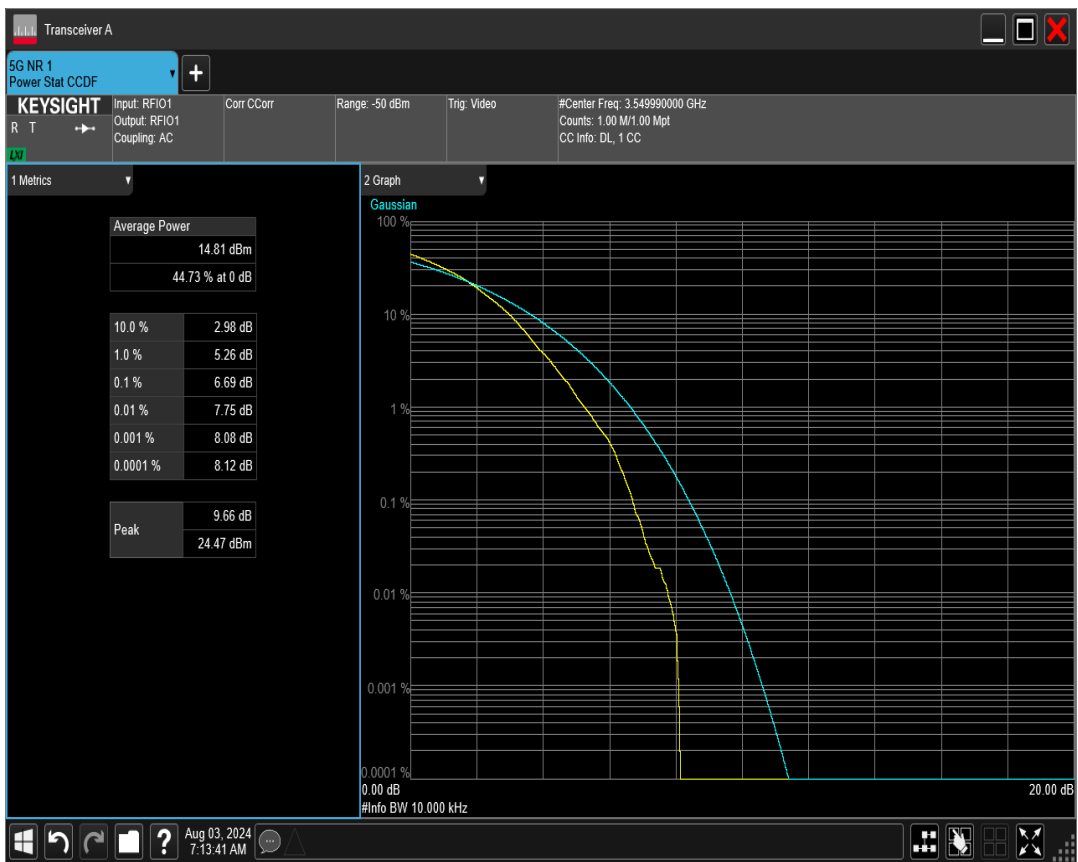 Transceiver A
5G NR 1
Power Stat CCDF
+
KEYSIGHT
R T
LXI
Input: RFIO1
Output: RFIO1
Coupling: AC
Corr CCorr
Range: -50 dBm
Trig: Video
#Center Freq: 3.549990000 GHz
Counts: 1.00 M/1.00 Mpt
CC Info: DL, 1 CC
1 Metrics
Average Power
14.81 dBm
44.73 % at 0 dB
10.0 % 2.98 dB
1.0 % 5.26 dB
0.1 % 6.69 dB
0.01 % 7.75 dB
0.001 % 8.08 dB
0.0001 % 8.12 dB
Peak 9.66 dB
24.47 dBm
2 Graph
Gaussian
100 %
10 %
1 %
0.1 %
0.01 %
0.001 %
0.0001 %
0.00 dB 20.00 dB
#Info BW 10.000 kHz
?
Aug 03, 2024
7:13:41 AM